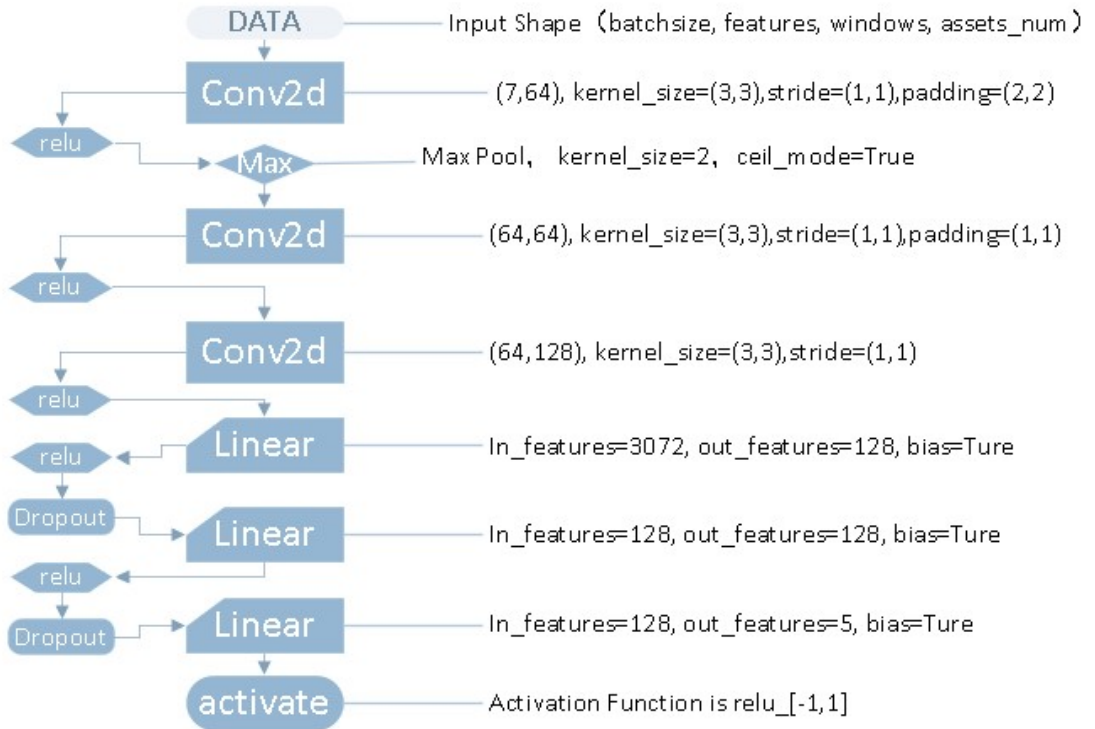 DATA
Input Shape（batchsize, features, windows, assets_num）
Conv2d
(7,64), kernel_size=(3,3),stride=(1,1),padding=(2,2)
relu
Max
Max Pool， kernel_size=2，ceil_mode=True
Conv2d
(64,64), kernel_size=(3,3),stride=(1,1),padding=(1,1)
relu
Conv2d
(64,128), kernel_size=(3,3),stride=(1,1)
relu
Linear
In_features=3072, out_features=128, bias=Ture
relu
Dropout
Linear
In_features=128, out_features=128, bias=Ture
relu
Dropout
Linear
In_features=128, out_features=5, bias=Ture
activate
Activation Function is relu_[-1,1]